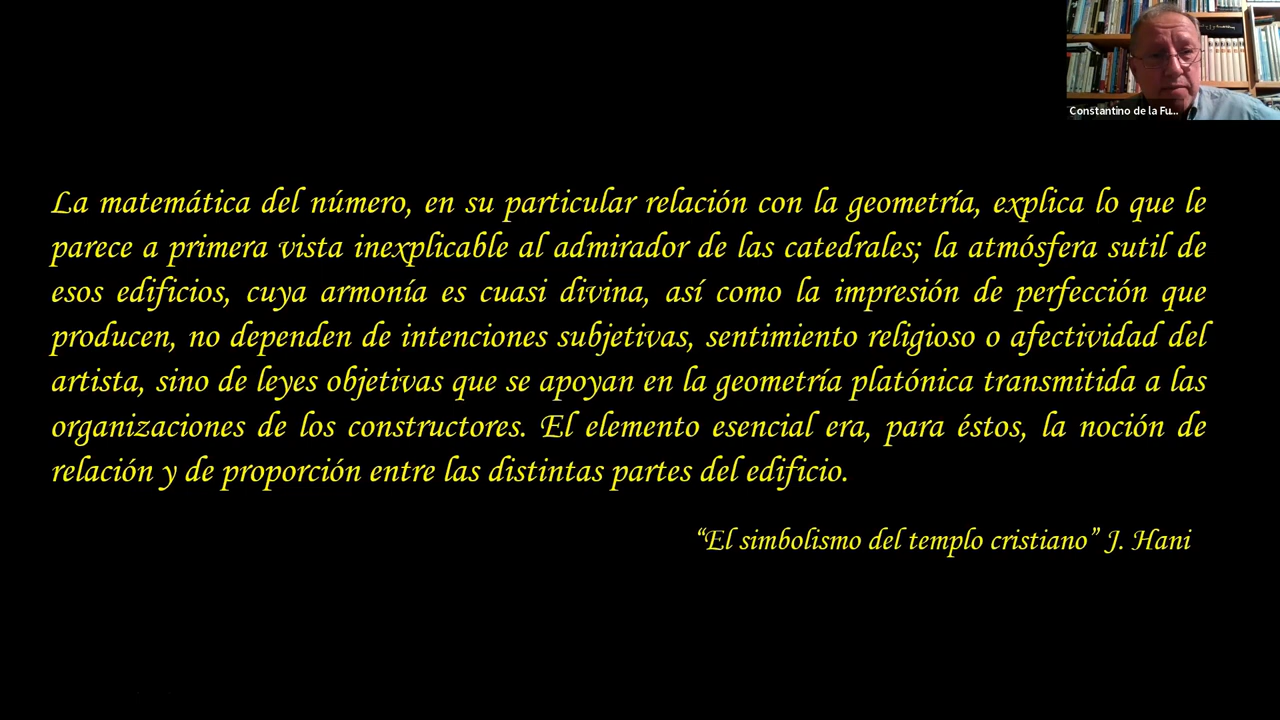 Constantino de la Fu...
La matemática del número, en su particular relación con la geometría, explica lo que le
parece a primera vista inexplicable al admirador de las catedrales; la atmósfera sutil de
esos edificios, cuya armonía es cuasi divina, así como la impresión de perfección que
producen, no dependen de intenciones subjetivas, sentimiento religioso o afectividad del
artista, sino de leyes objetivas que se apoyan en la geometría platónica transmitida a las
organizaciones de los constructores. El elemento esencial era, para éstos, la noción de
relación y de proporción entre las distintas partes del edificio.
“El simbolismo del templo cristiano” J. Hani